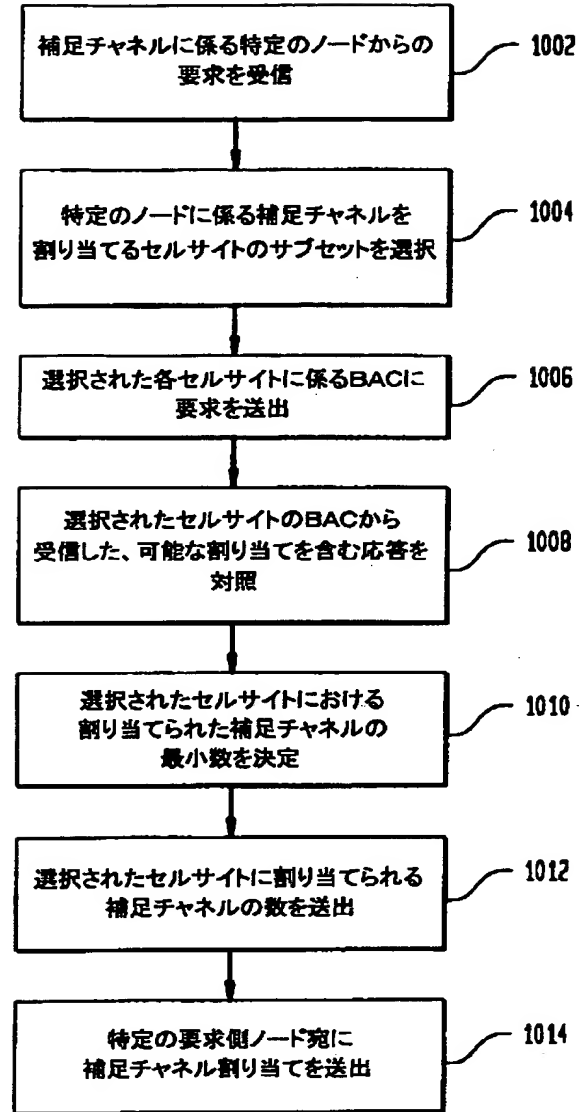 補足チャネルに係る特定のノードからの
要求を受信
1002
特定のノードに係る補足チャネルを
割り当てるセルサイトのサブセットを選択
1004
選択された各セルサイトに係るBACに
要求を送出
1006
選択されたセルサイトのBACから
受信した、可能な割り当てを含む応答を
対照
1008
選択されたセルサイトにおける
割り当てられた補足チャネルの
最小数を決定
1010
選択されたセルサイトに割り当てられる
補足チャネルの数を送出
1012
特定の要求側ノード宛に
補足チャネル割り当てを送出
1014